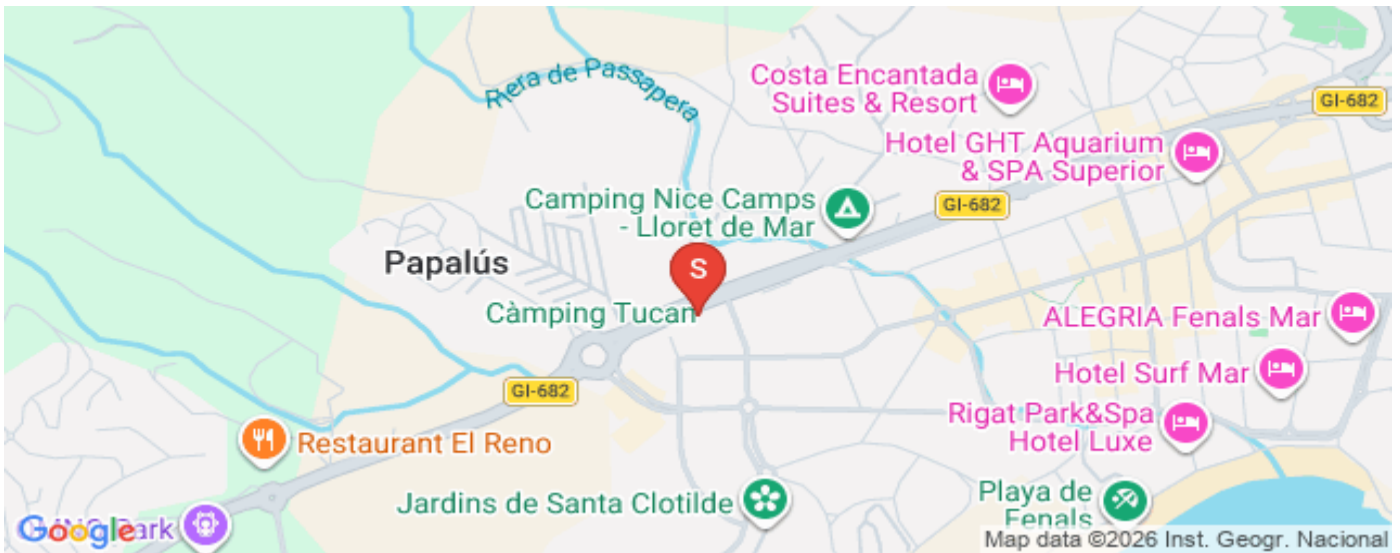 Riera de Passapera
Costa Encantada
Suites & Resort
GI-682
Hotel GHT Aquarium
& SPA Superior
Camping Nice Camps
- Lloret de Mar
GI-682
Papalús
S
Càmping Tucan
ALEGRIA Fenals Mar
Hotel Surf Mar
GI-682
Rigat Park&Spa
Hotel Luxe
Restaurant El Reno
Jardins de Santa Clotilde
Playa de
Fenals
Google
Park
Map data ©2026 Inst. Geogr. Nacional